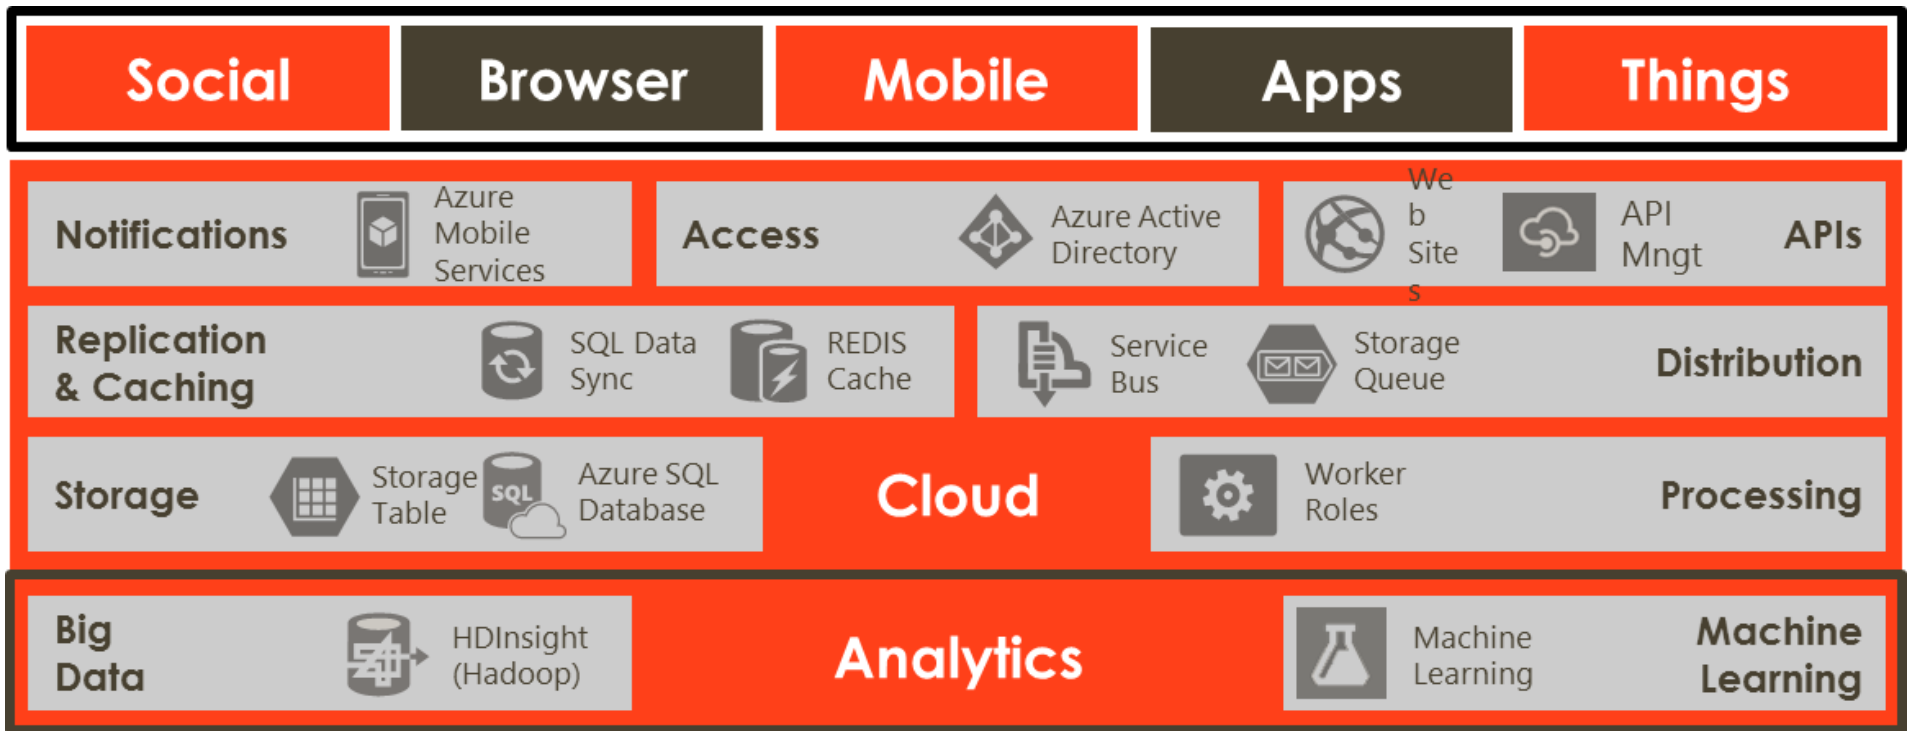 Social
Browser
Mobile
Apps
Things
Notifications
Azure
Mobile
Services
Access
Azure Active
Directory
We
b
Site
s
API
Mngt
APIs
Replication
& Caching
SQL Data
Sync
REDIS
Cache
Service
Bus
Storage
Queue
Distribution
Storage
Storage
Table
SQL
Azure SQL
Database
Cloud
Worker
Roles
Processing
Big
Data
HDInsight
(Hadoop)
Analytics
Machine
Learning
Machine
Learning